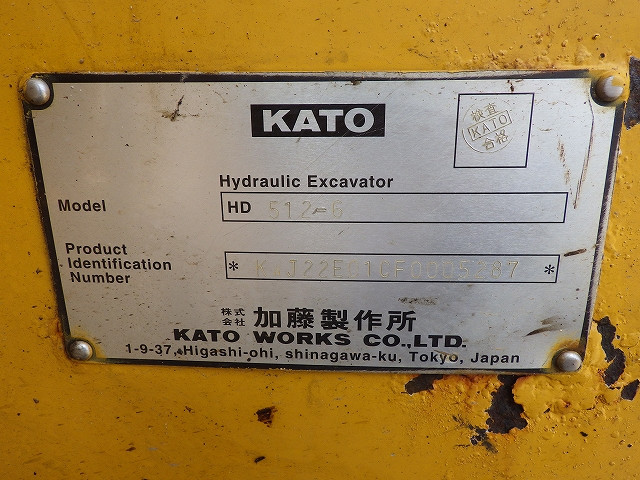 KATO
検査
KATO
合格
Hydraulic Excavator
Model
HD 512-6
Product
Identification
Number
株式
会社 加藤製作所
KATO WORKS CO.,LTD.
1-9-37, Higashi-ohi, shinagawa-ku, Tokyo, Japan